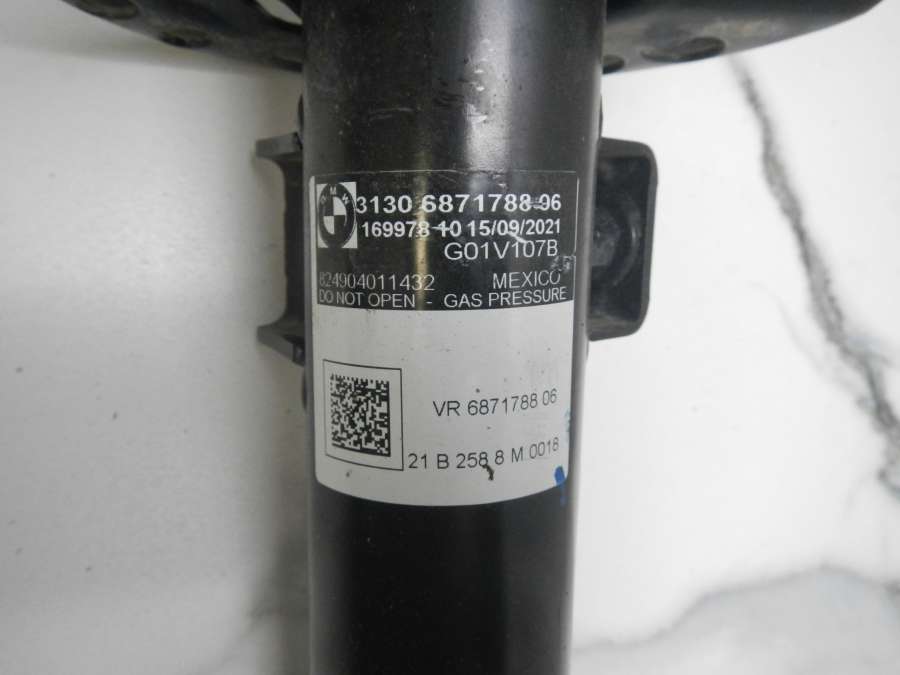 BMW
3130 6871788-06
169978-10 15/09/2021
G01V107B
824904011432 MEXICO
DO NOT OPEN - GAS PRESSURE
VR 6871788 06
21 B 258 8 M 0018